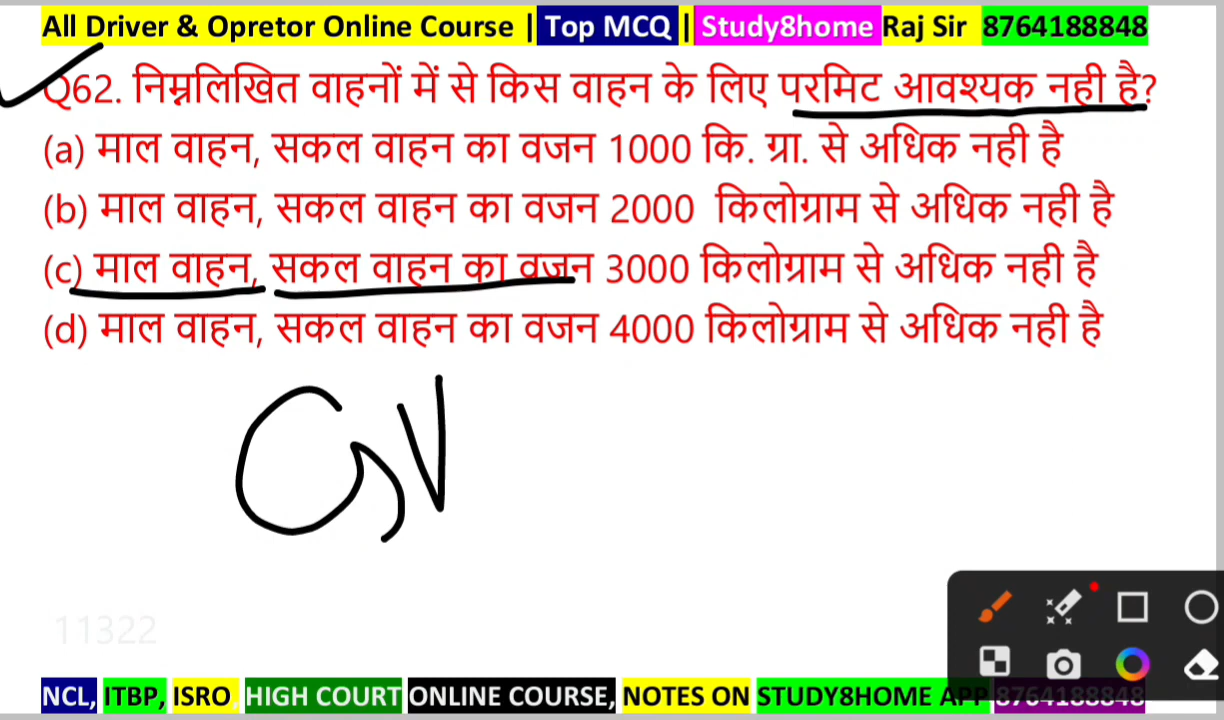 All Driver & Opretor Online Course | Top MCQ | Study8home Raj Sir 8764188848
Q62. निम्नलिखित वाहनों में से किस वाहन के लिए परमिट आवश्यक नही है?
(a) माल वाहन, सकल वाहन का वजन 1000 कि. ग्रा. से अधिक नही है
(b) माल वाहन, सकल वाहन का वजन 2000 किलोग्राम से अधिक नही है
(c) माल वाहन, सकल वाहन का वजन 3000 किलोग्राम से अधिक नही है
(d) माल वाहन, सकल वाहन का वजन 4000 किलोग्राम से अधिक नही है
GV
11322
NCL, ITBP, ISRO, HIGH COURT ONLINE COURSE, NOTES ON STUDY8HOME APP 8764188848